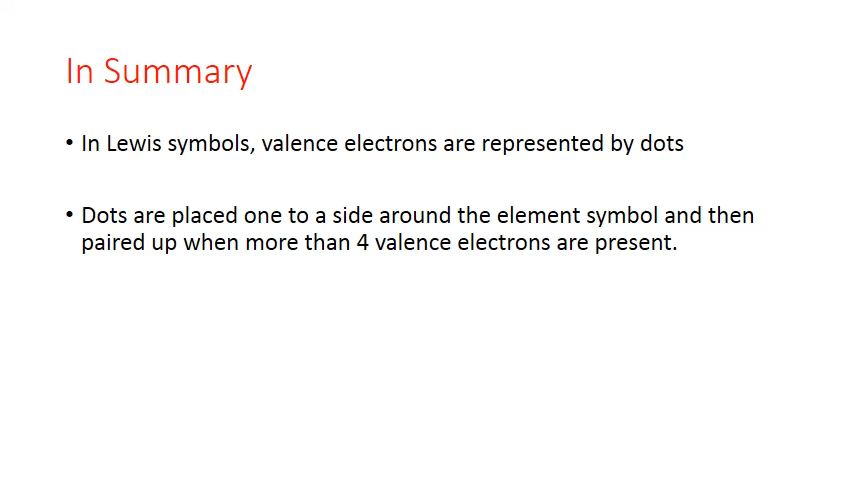 In Summary
• In Lewis symbols, valence electrons are represented by dots
• Dots are placed one to a side around the element symbol and then
paired up when more than 4 valence electrons are present.